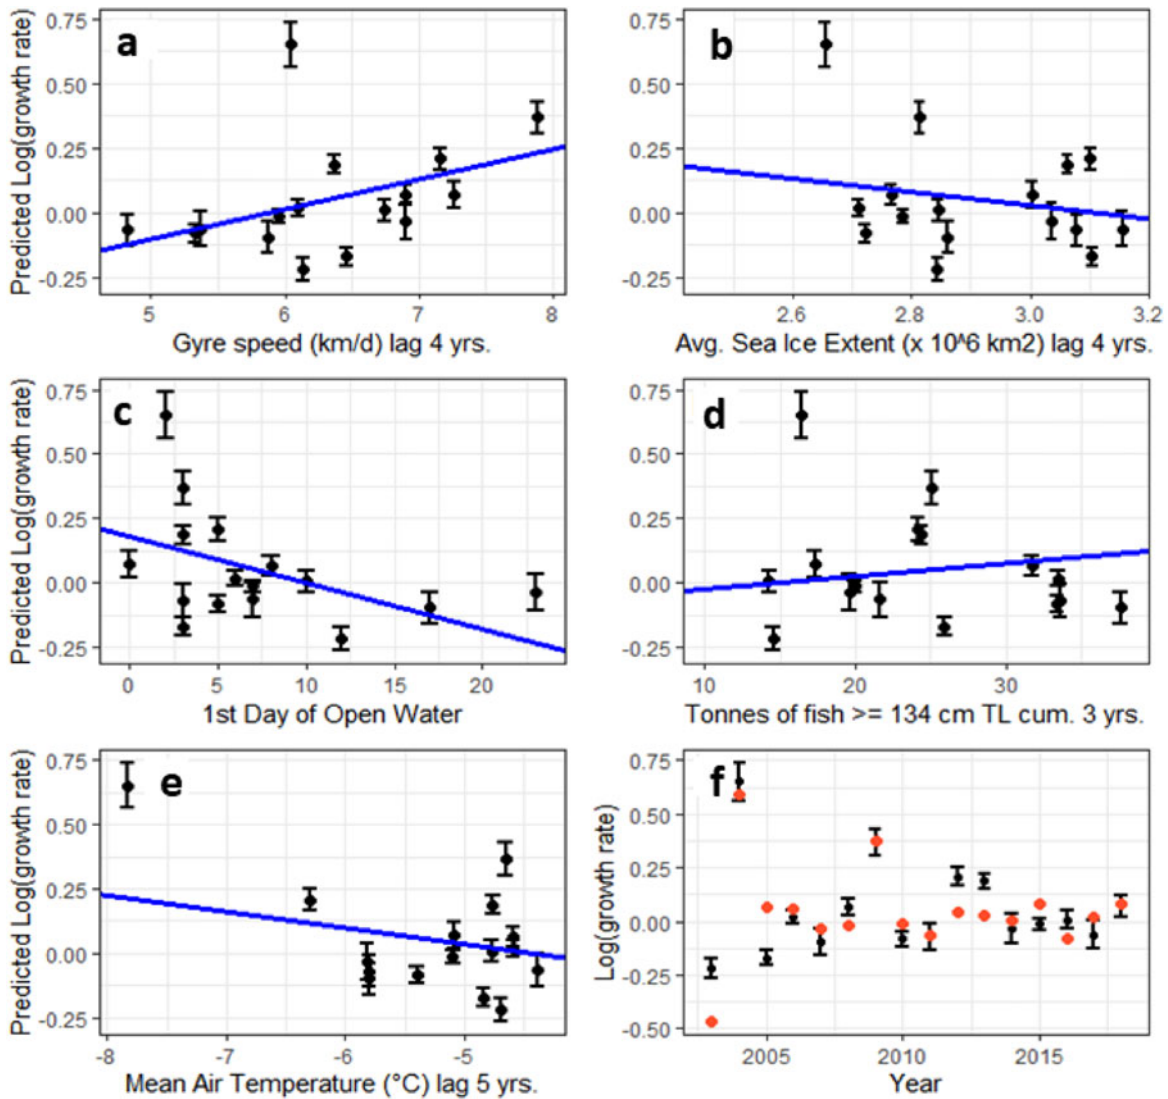 a
Predicted Log(growth rate)
0.75
0.50
0.25
0.00
-0.25
5 6 7 8
Gyre speed (km/d) lag 4 yrs.
b
0.75
0.50
0.25
0.00
-0.25
2.6 2.8 3.0 3.2
Avg. Sea Ice Extent (x 10^6 km2) lag 4 yrs.
c
Predicted Log(growth rate)
0.75
0.50
0.25
0.00
-0.25
0 5 10 15 20
1st Day of Open Water
d
0.75
0.50
0.25
0.00
-0.25
10 20 30
Tonnes of fish >= 134 cm TL cum. 3 yrs.
e
Predicted Log(growth rate)
0.75
0.50
0.25
0.00
-0.25
-8 -7 -6 -5
Mean Air Temperature (°C) lag 5 yrs.
f
Log(growth rate)
0.75
0.50
0.25
0.00
-0.25
-0.50
2005 2010 2015
Year